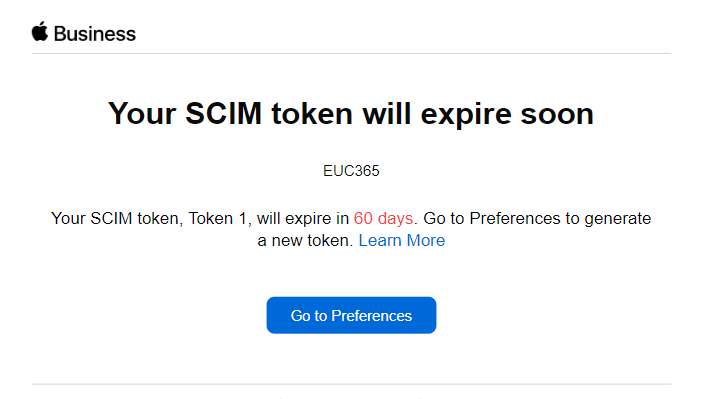 Business
Your SCIM token will expire soon
EUC365
Your SCIM token, Token 1, will expire in 60 days. Go to Preferences to generate
a new token. Learn More
Go to Preferences